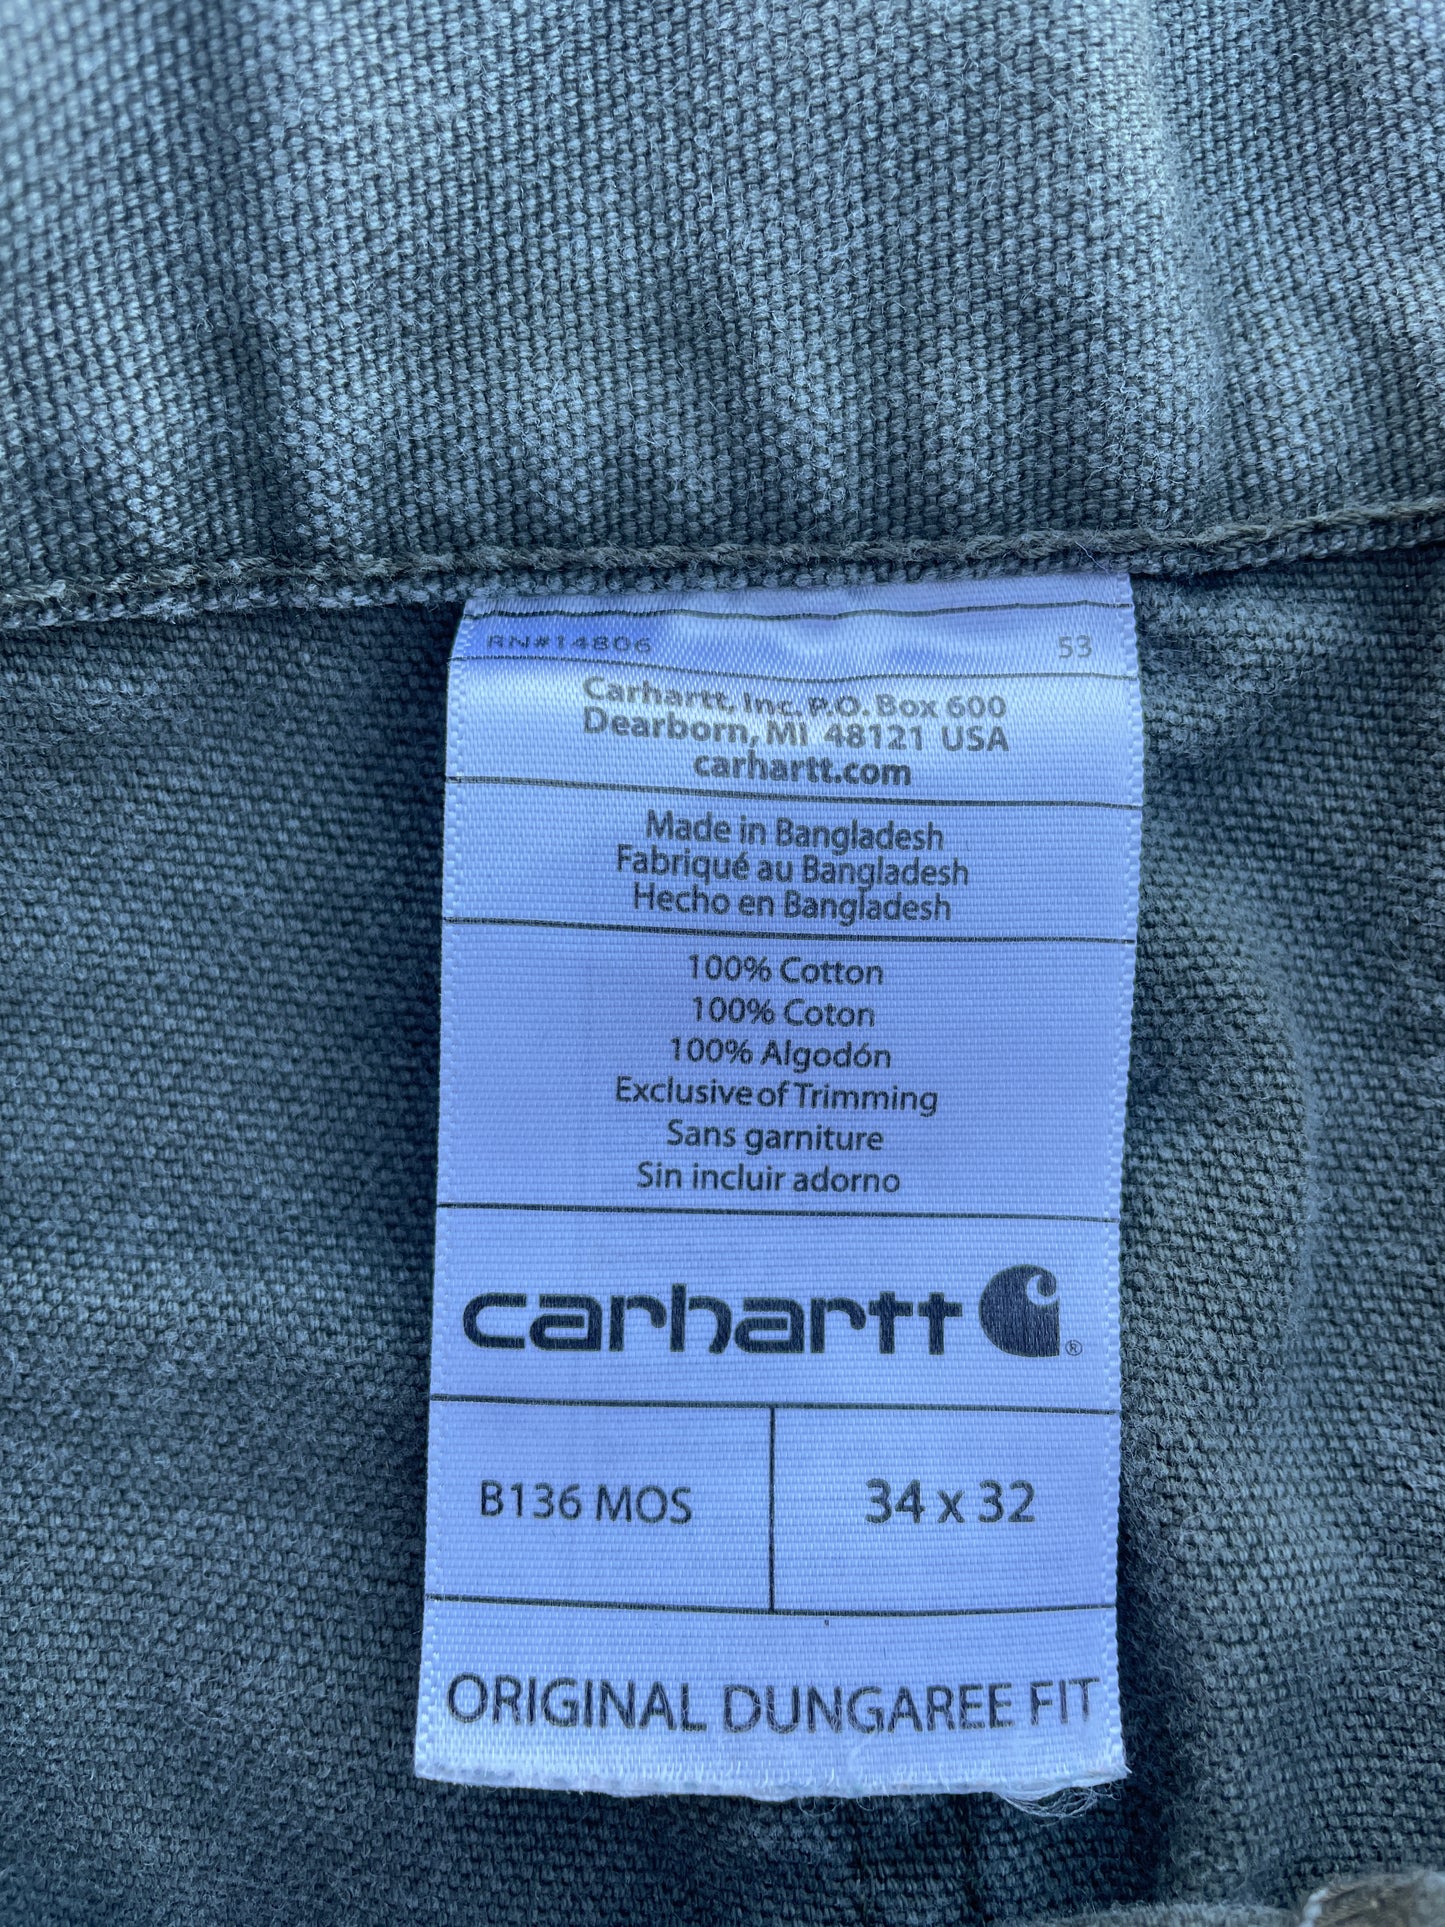 RN#14806 53
Carhartt, Inc. P.O. Box 600
Dearborn, MI 48121 USA
carhartt.com
Made in Bangladesh
Fabriqué au Bangladesh
Hecho en Bangladesh
100% Cotton
100% Coton
100% Algodón
Exclusive of Trimming
Sans garniture
Sin incluir adorno
carhartt ®
B136 MOS 34 x 32
ORIGINAL DUNGAREE FIT